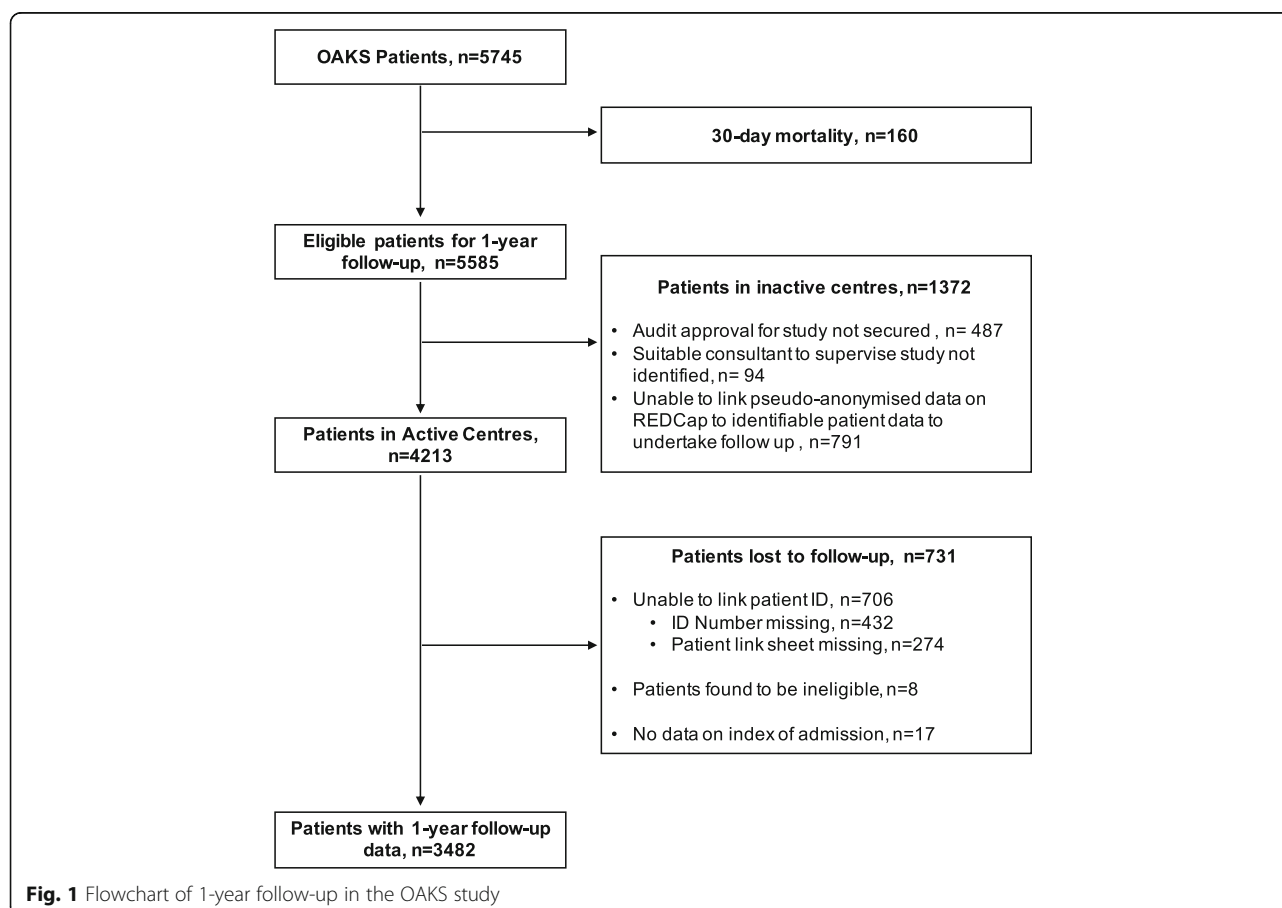 OAKS Patients, n=5745
30-day mortality, n=160
Eligible patients for 1-year
follow-up, n=5585
Patients in inactive centres, n=1372
• Audit approval for study not secured , n= 487
• Suitable consultant to supervise study not
identified, n= 94
• Unable to link pseudo-anonymised data on
REDCap to identifiable patient data to
undertake follow up , n=791
Patients in Active Centres,
n=4213
Patients lost to follow-up, n=731
• Unable to link patient ID, n=706
• ID Number missing, n=432
• Patient link sheet missing, n=274
• Patients found to be ineligible, n=8
• No data on index of admission, n=17
Patients with 1-year follow-up
data, n=3482
Fig. 1 Flowchart of 1-year follow-up in the OAKS study